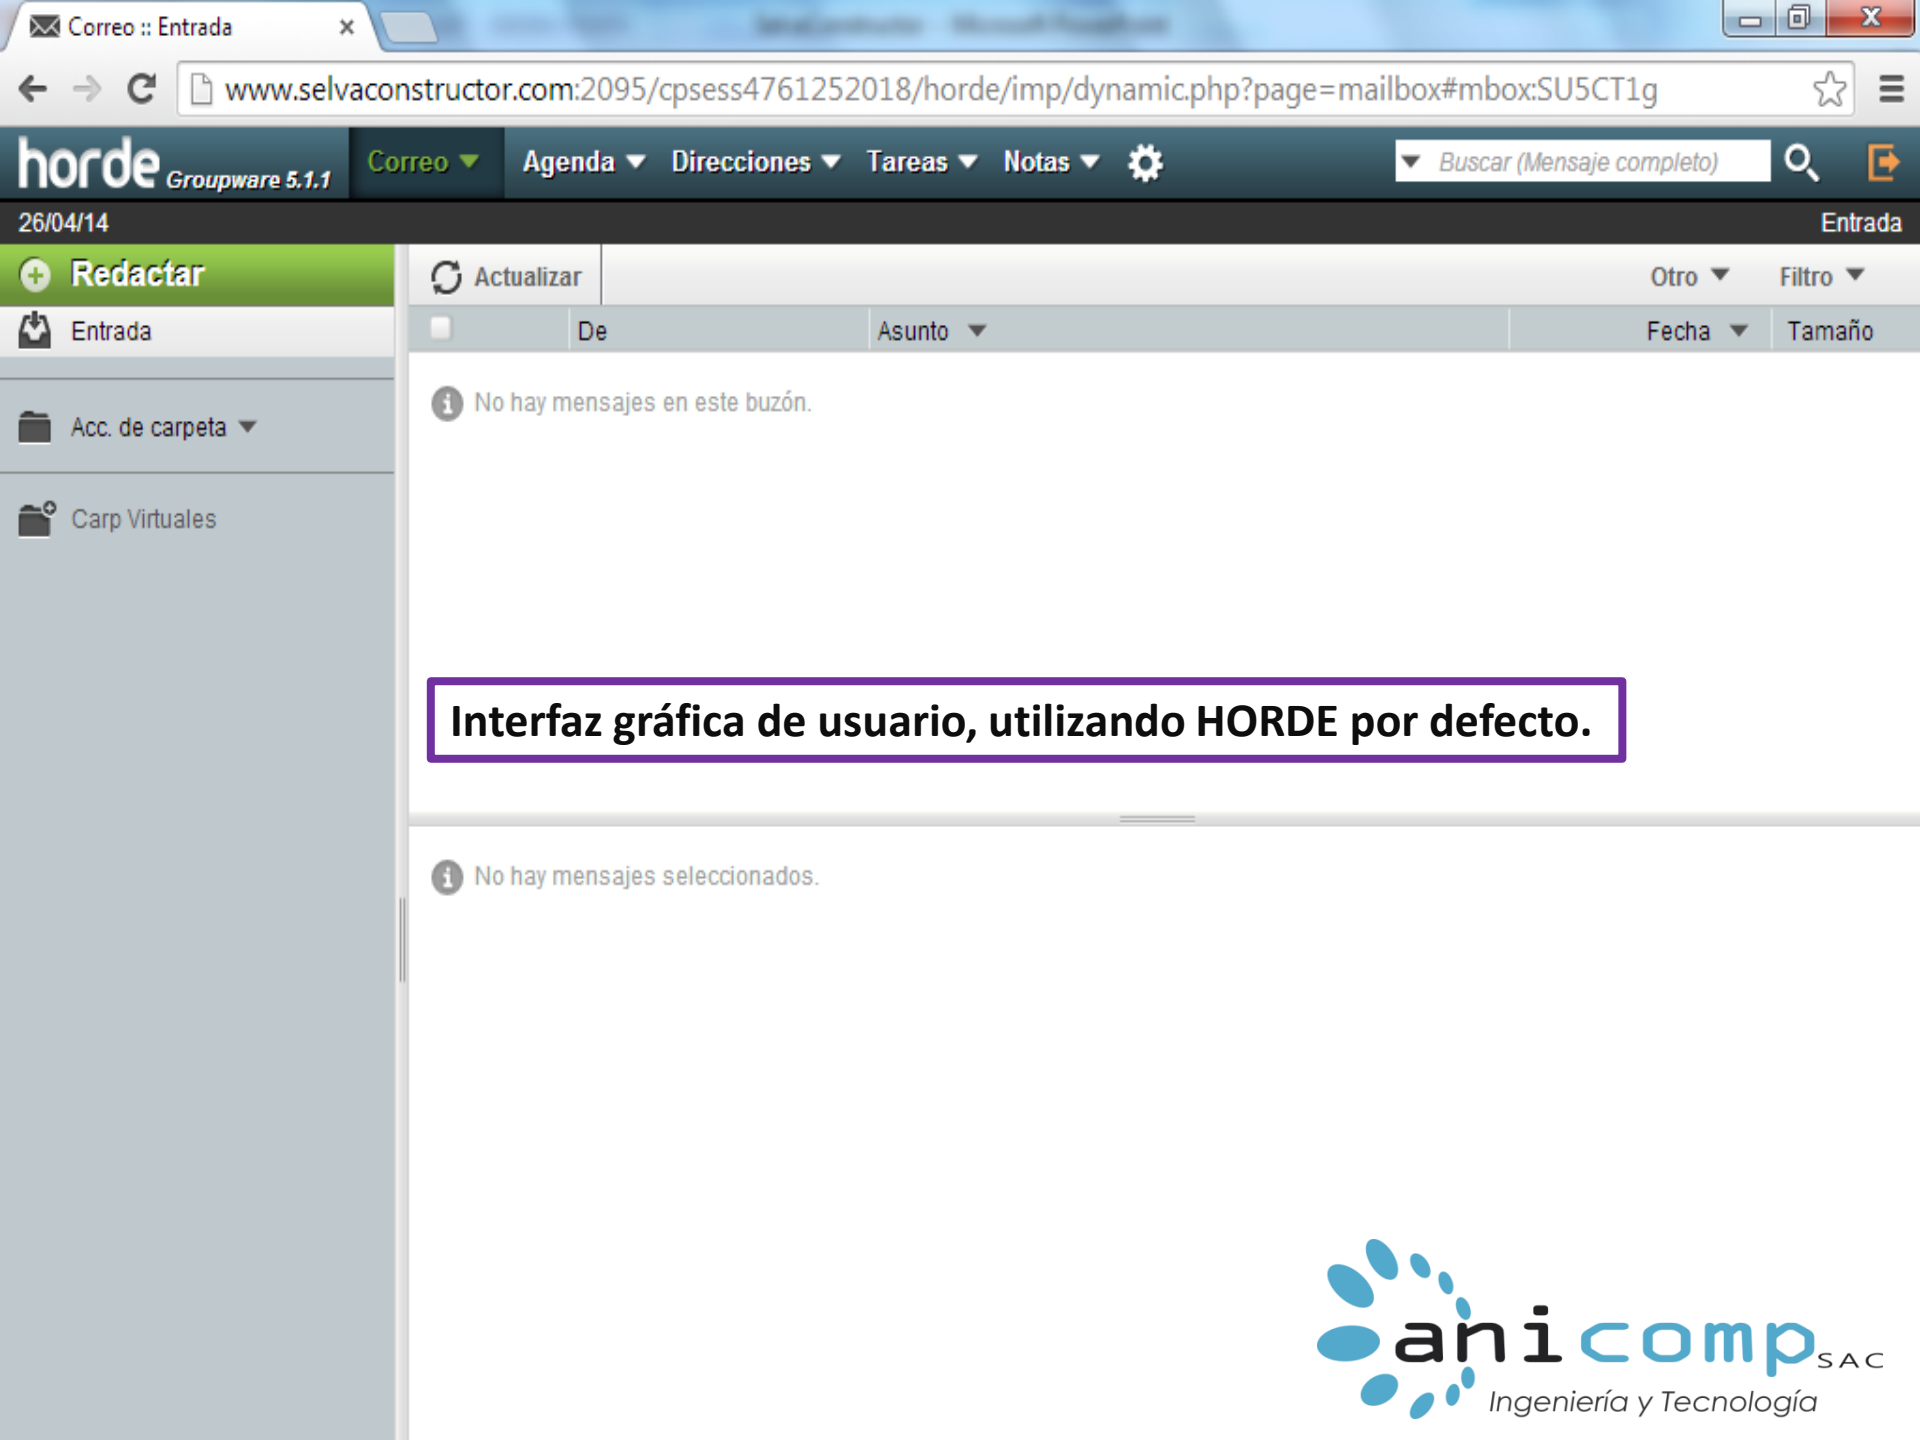 Correo :: Entrada
www.selvaconstructor.com:2095/cpsess4761252018/horde/imp/dynamic.php?page=mailbox#mbox:SU5CT1g
horde Groupware 5.1.1
Correo Agenda Direcciones Tareas Notas Buscar (Mensaje completo)
26/04/14 Entrada
Redactar
Actualizar Otro Filtro
Entrada
De Asunto Fecha Tamaño
No hay mensajes en este buzón.
Acc. de carpeta
Carp Virtuales
Interfaz gráfica de usuario, utilizando HORDE por defecto.
No hay mensajes seleccionados.
anicomp SAC
Ingeniería y Tecnología